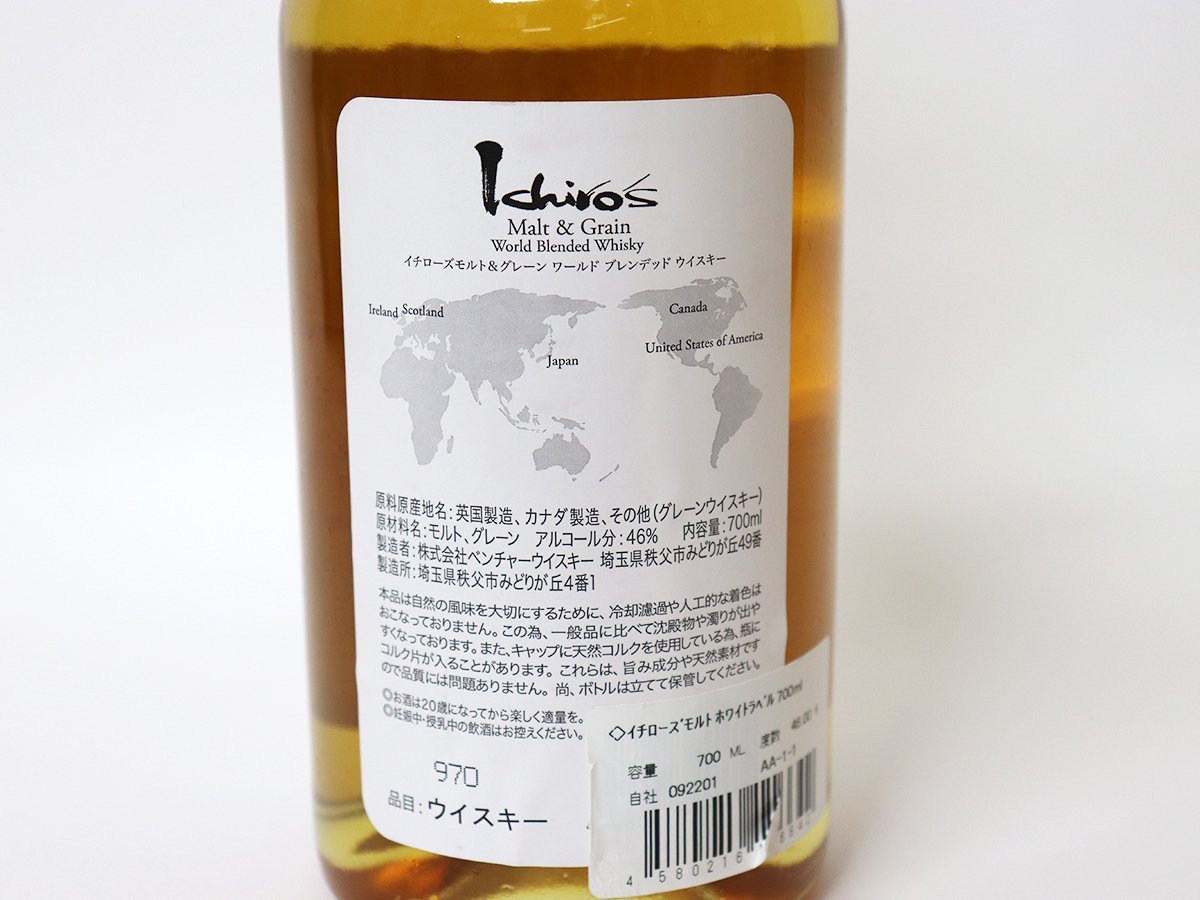 Ichiro's
Malt & Grain
World Blended Whisky
イチローズモルト&グレーン ワールド ブレンデッド ウイスキー
Ireland Scotland
Canada
United States of America
Japan
原料原産地名:英国製造、カナダ製造、その他(グレーンウイスキー)
原材料名:モルト、グレーン アルコール分:46% 内容量:700ml
製造者:株式会社ベンチャーウイスキー 埼玉県秩父市みどりが丘49番
製造所:埼玉県秩父市みどりが丘4番1
本品は自然の風味を大切にするために、冷却濾過や人工的な着色は
おこなっておりません。この為、一般品に比べて沈殿物や濁りが出や
すくなっております。また、キャップに天然コルクを使用している為、瓶に
コルク片が入ることがあります。これらは、旨み成分や天然素材です
ので品質には問題ありません。尚、ボトルは立てて保管してください。
◎お酒は20歳になってから楽しく適量を。
◎妊娠中・授乳中の飲酒はお控えください。
970
品目:ウイスキー
◇イチローズモルト ホワイトラベル 700ml
容量 700 ML 度数 46.00 %
自社 092201 AA-1-1
4 580216